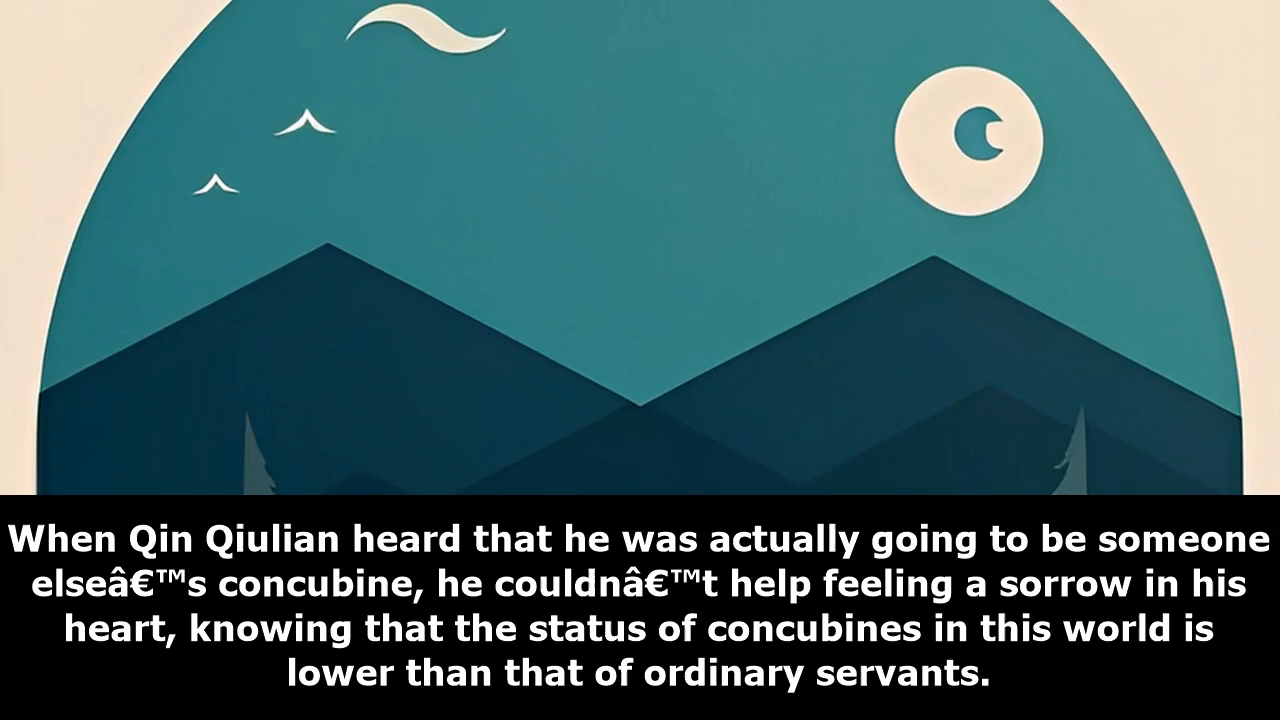 When Qin Qiulian heard that he was actually going to be someone
elseâ€™s concubine, he couldnâ€™t help feeling a sorrow in his
heart, knowing that the status of concubines in this world is
lower than that of ordinary servants.